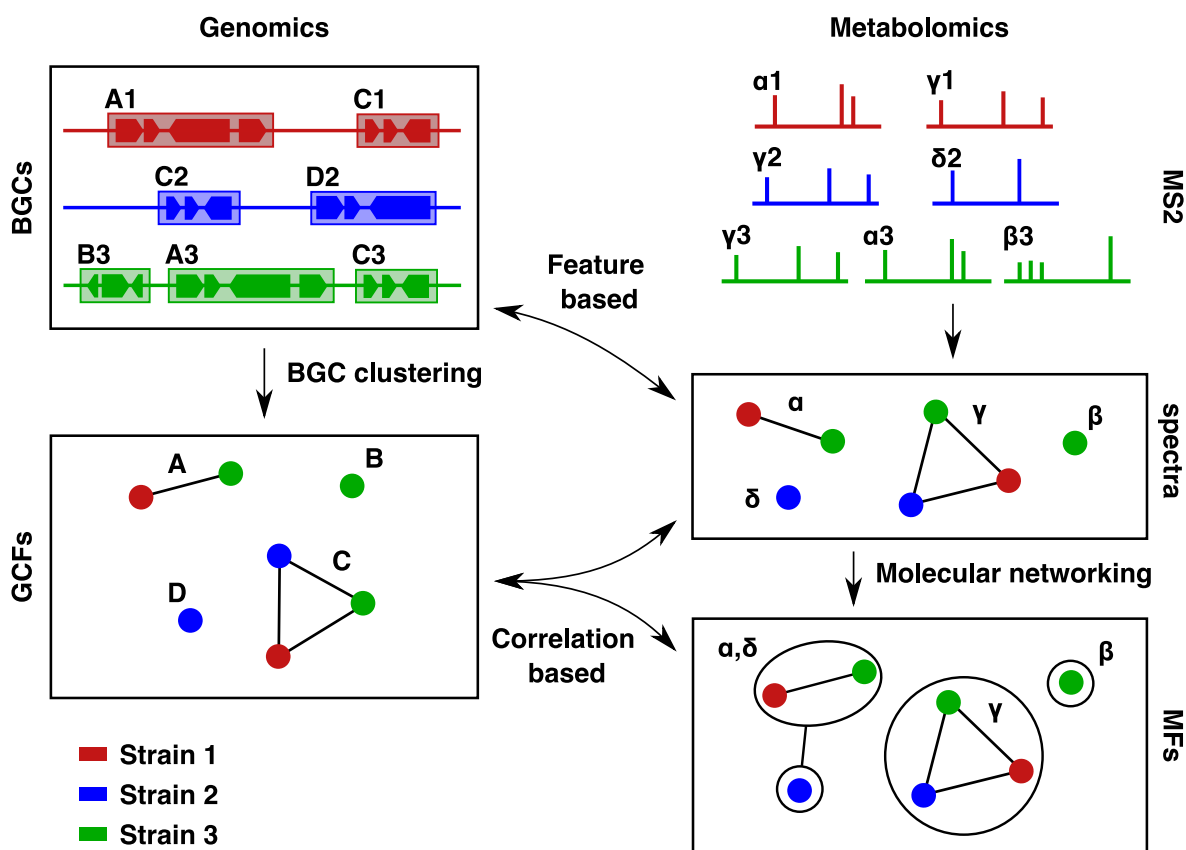 Genomics
Metabolomics
BGCs
A1
C1
C2
D2
B3
A3
C3
α1
γ1
γ2
δ2
γ3
α3
β3
MS2
Feature
based
BGC clustering
GCFs
A
B
C
D
α
γ
β
δ
spectra
Molecular networking
Correlation
based
α,δ
γ
β
MFs
Strain 1
Strain 2
Strain 3